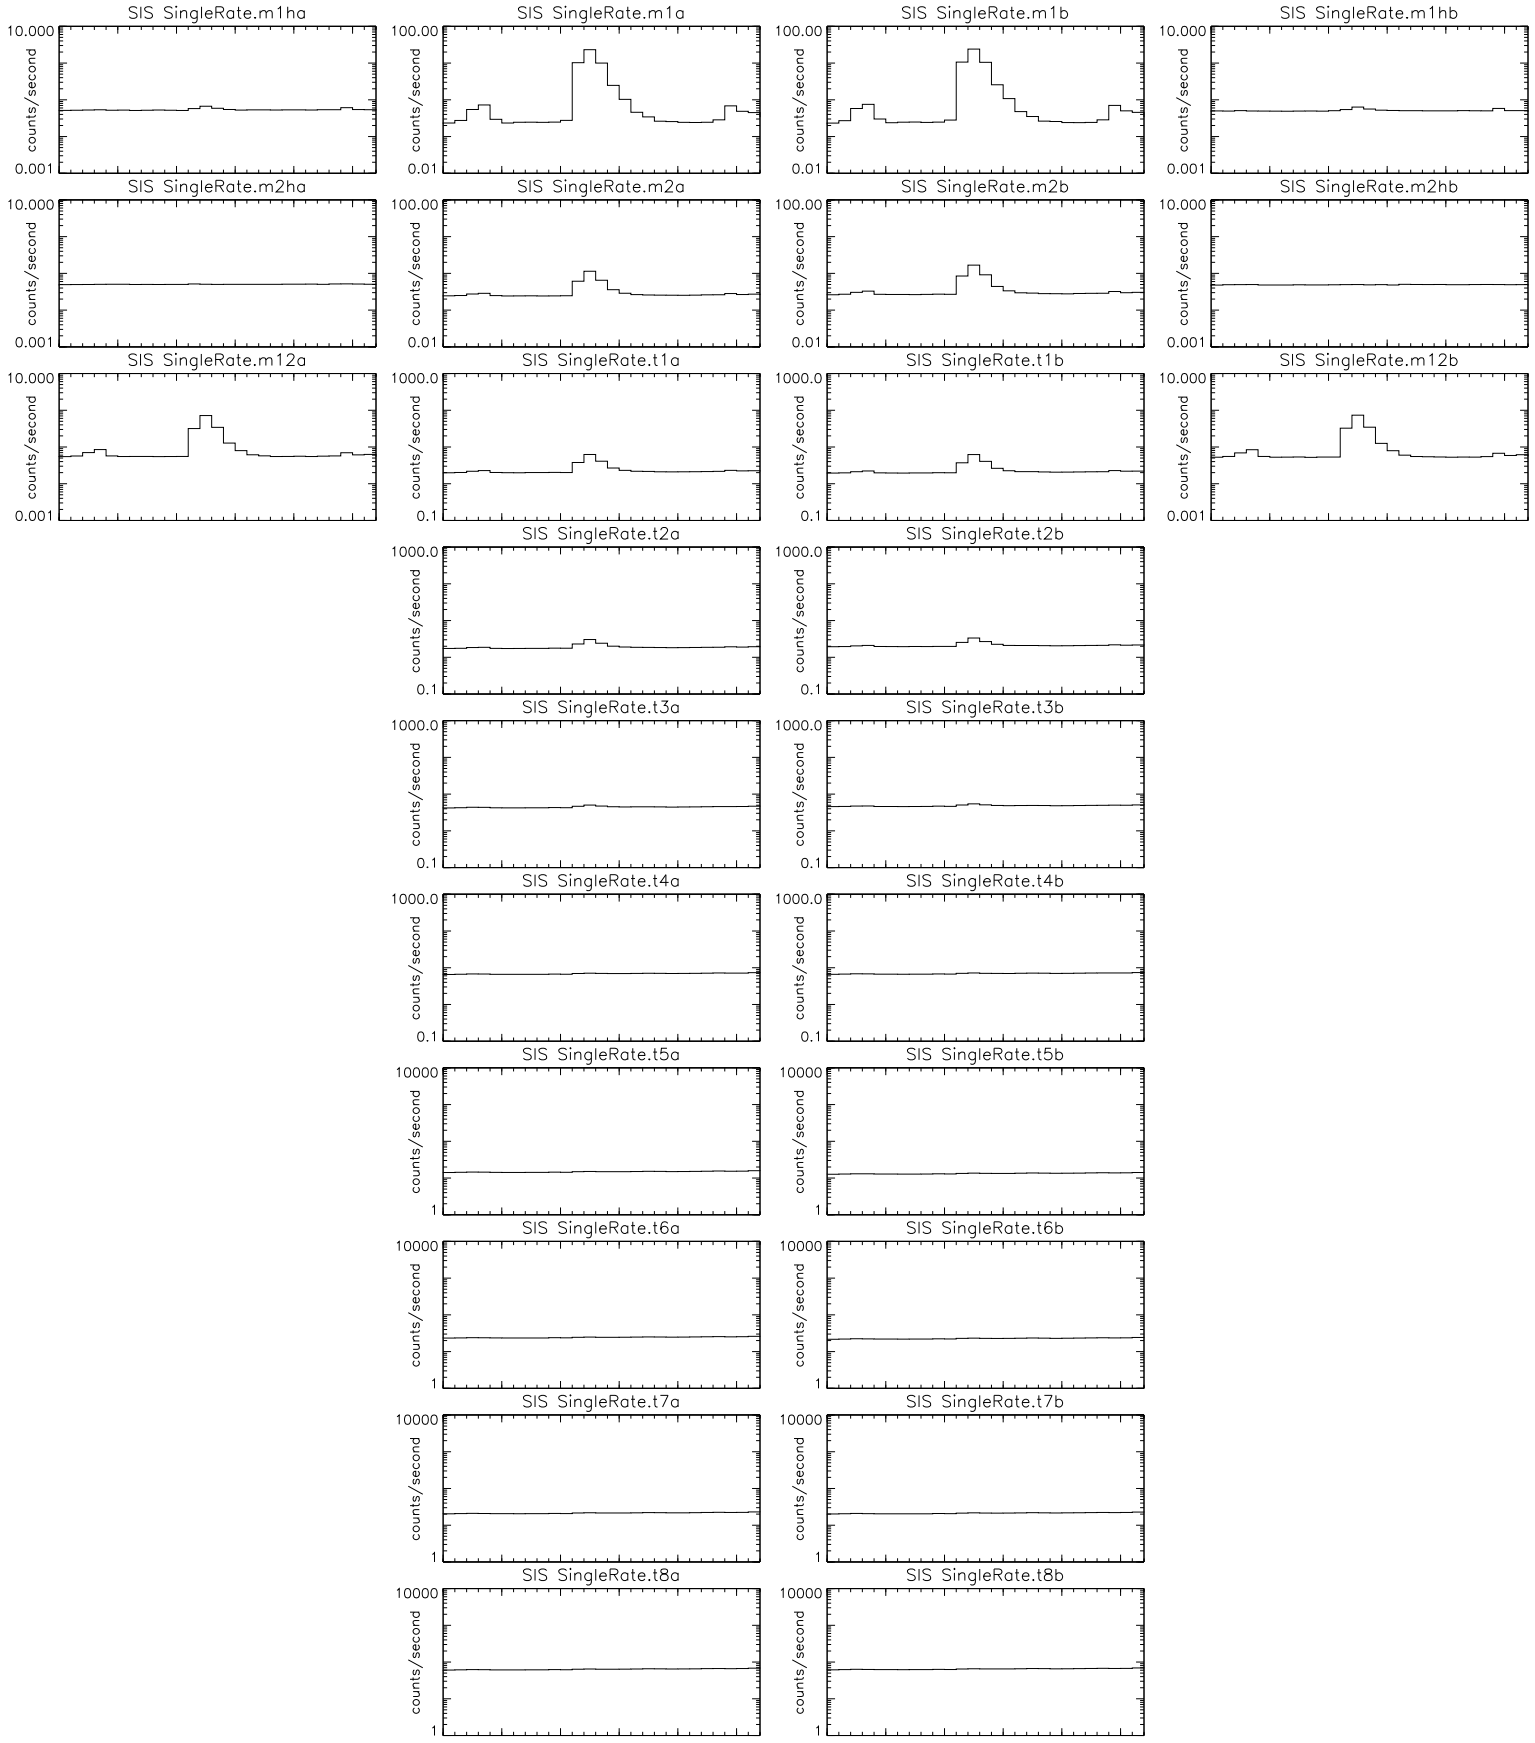 SIS SingleRate.m1ha
10.000
counts/second
0.001
SIS SingleRate.m1a
100.00
counts/second
0.01
SIS SingleRate.m1b
100.00
counts/second
0.01
SIS SingleRate.m1hb
10.000
counts/second
0.001
SIS SingleRate.m2ha
10.000
counts/second
0.001
SIS SingleRate.m2a
100.00
counts/second
0.01
SIS SingleRate.m2b
100.00
counts/second
0.01
SIS SingleRate.m2hb
10.000
counts/second
0.001
SIS SingleRate.m12a
10.000
counts/second
0.001
SIS SingleRate.t1a
1000.0
counts/second
0.1
SIS SingleRate.t1b
1000.0
counts/second
0.1
SIS SingleRate.m12b
10.000
counts/second
0.001
SIS SingleRate.t2a
1000.0
counts/second
0.1
SIS SingleRate.t2b
1000.0
counts/second
0.1
SIS SingleRate.t3a
1000.0
counts/second
0.1
SIS SingleRate.t3b
1000.0
counts/second
0.1
SIS SingleRate.t4a
1000.0
counts/second
0.1
SIS SingleRate.t4b
1000.0
counts/second
0.1
SIS SingleRate.t5a
10000
counts/second
1
SIS SingleRate.t5b
10000
counts/second
1
SIS SingleRate.t6a
10000
counts/second
1
SIS SingleRate.t6b
10000
counts/second
1
SIS SingleRate.t7a
10000
counts/second
1
SIS SingleRate.t7b
10000
counts/second
1
SIS SingleRate.t8a
10000
counts/second
1
SIS SingleRate.t8b
10000
counts/second
1